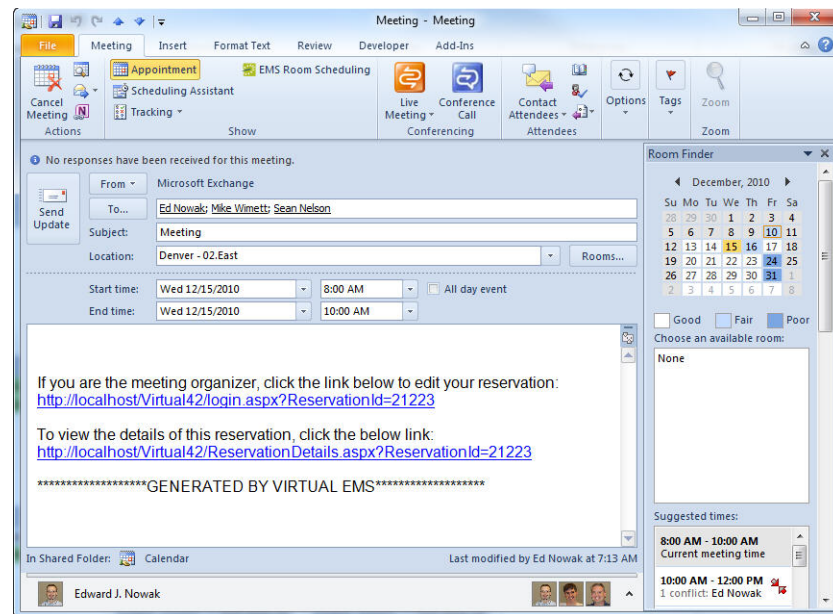 Meeting - Meeting
File Meeting Insert Format Text Review Developer Add-Ins
Cancel Meeting
Actions
Appointment
Scheduling Assistant
Tracking
EMS Room Scheduling
Show
Live Meeting
Conference Call
Conferencing
Contact Attendees
Attendees
Options
Tags
Zoom
Zoom
No responses have been received for this meeting.
Send Update
From Microsoft Exchange
To... Ed Nowak; Mike Wimett; Sean Nelson
Subject: Meeting
Location: Denver - 02.East Rooms...
Start time: Wed 12/15/2010 8:00 AM All day event
End time: Wed 12/15/2010 10:00 AM
If you are the meeting organizer, click the link below to edit your reservation:
http://localhost/Virtual42/login.aspx?ReservationId=21223
To view the details of this reservation, click the below link:
http://localhost/Virtual42/ReservationDetails.aspx?ReservationId=21223
*******************GENERATED BY VIRTUAL EMS*******************
In Shared Folder: Calendar Last modified by Ed Nowak at 7:13 AM
Edward J. Nowak
Room Finder
December, 2010
Su Mo Tu We Th Fr Sa
28 29 30 1 2 3 4
5 6 7 8 9 10 11
12 13 14 15 16 17 18
19 20 21 22 23 24 25
26 27 28 29 30 31 1
2 3 4 5 6 7 8
Good Fair Poor
Choose an available room:
None
Suggested times:
8:00 AM - 10:00 AM
Current meeting time
10:00 AM - 12:00 PM
1 conflict: Ed Nowak